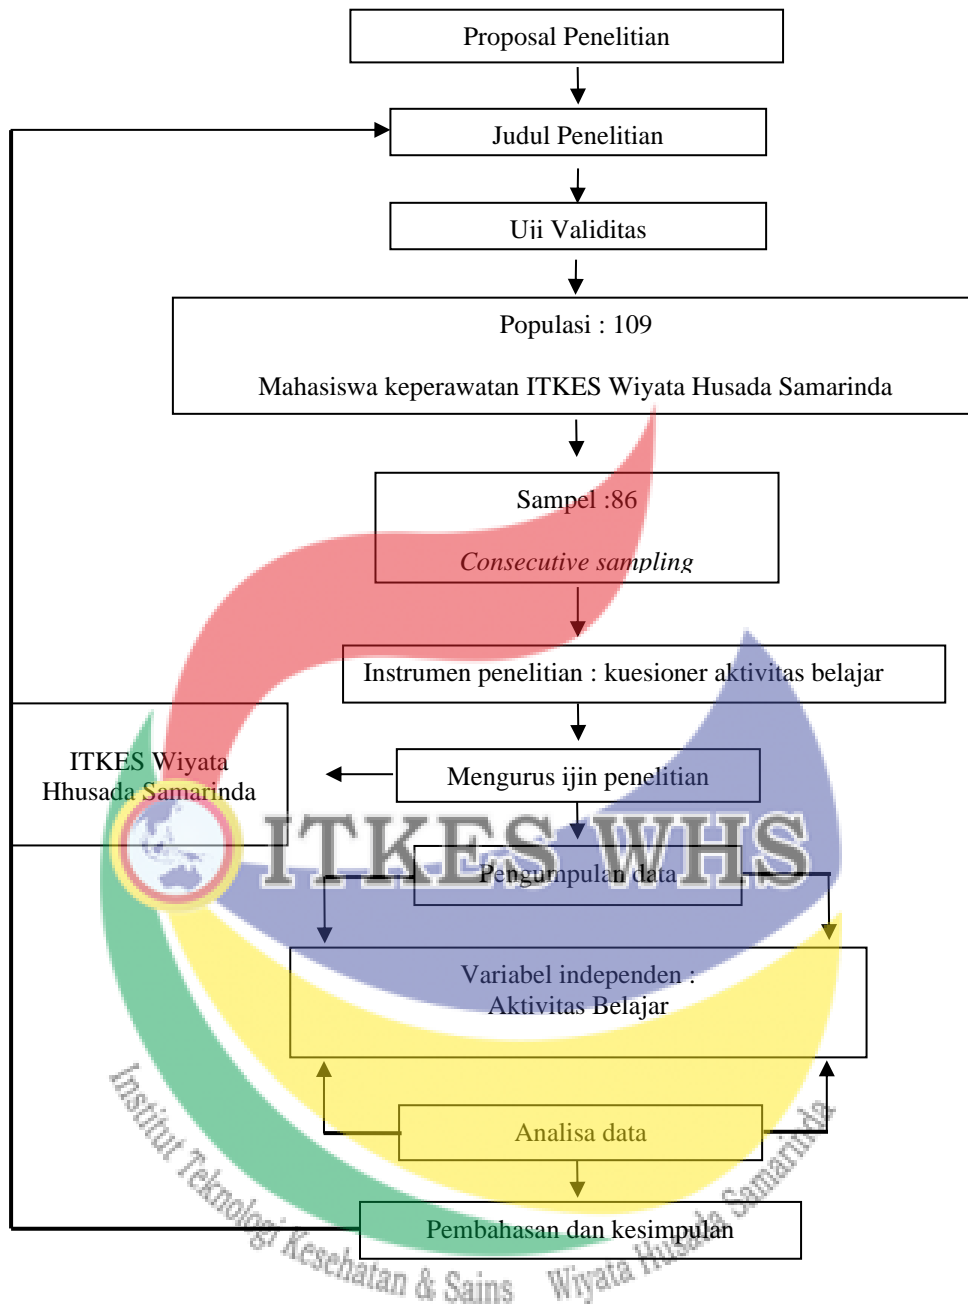 Proposal Penelitian
Judul Penelitian
Uji Validitas
Populasi : 109
Mahasiswa keperawatan ITKES Wiyata Husada Samarinda
Sampel :86
Consecutive sampling
Instrumen penelitian : kuesioner aktivitas belajar
ITKES Wiyata
Hhusada Samarinda
Mengurus ijin penelitian
ITKES WHS
Pengumpulan data
Variabel independen :
Aktivitas Belajar
Analisa data
Pembahasan dan kesimpulan
Institut Teknologi Kesehatan & Sains Wiyata Husada Samarinda